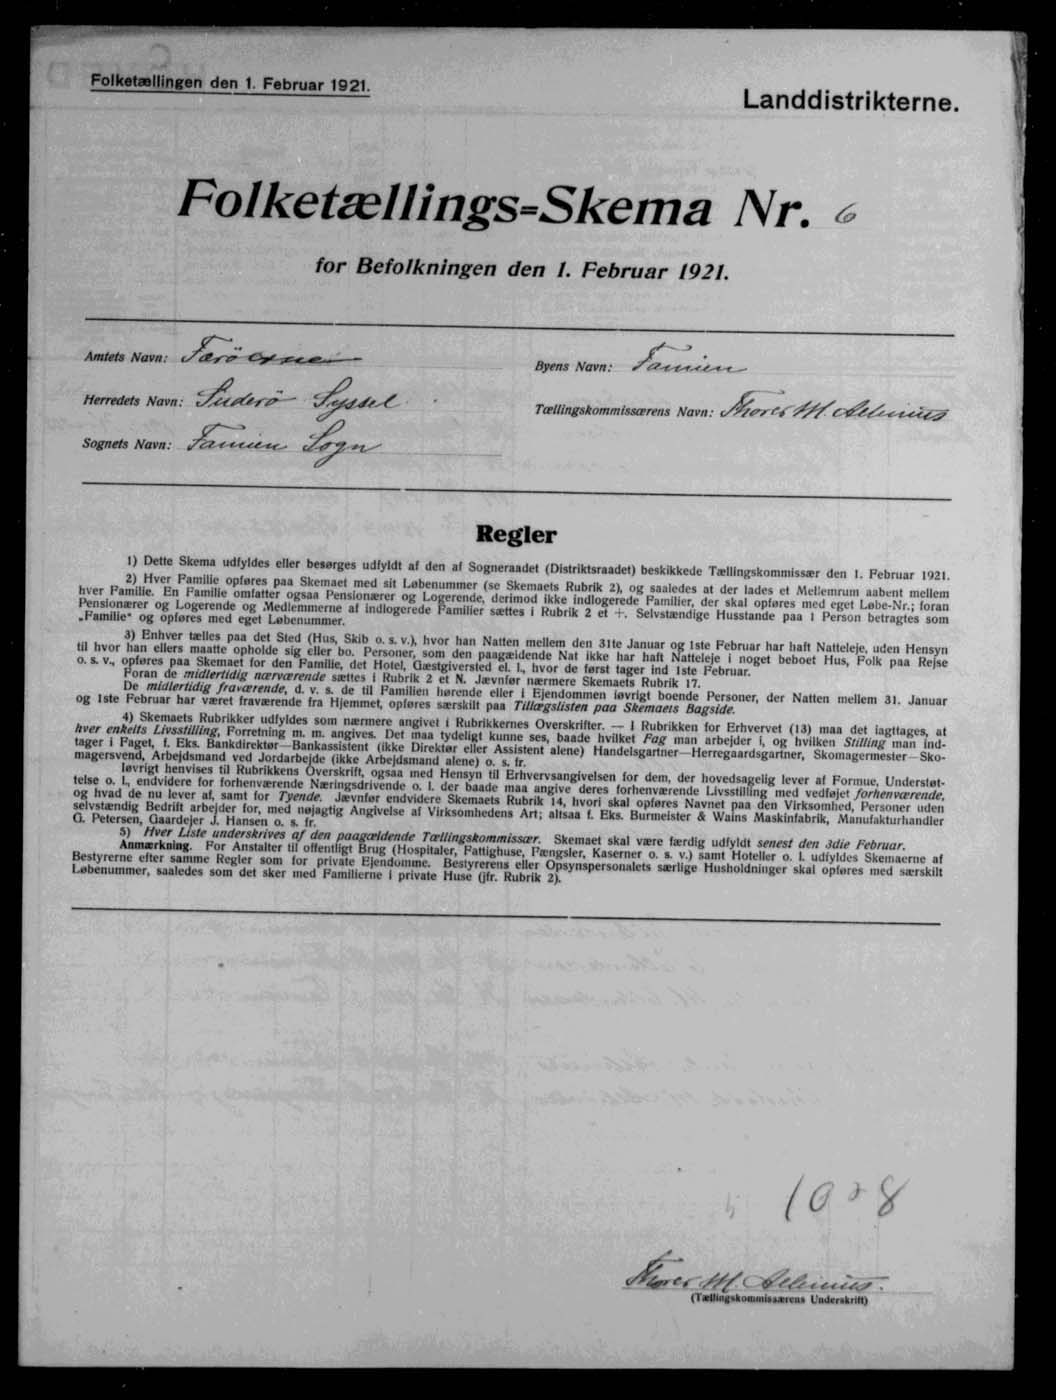 Folketællingen den 1. Februar 1921.
Landdistrikterne.
Folketællings=Skema Nr. 6
for Befolkningen den 1. Februar 1921.
Amtets Navn: Færöerne
Byens Navn: Famien
Herredets Navn: Suderö Syssel
Tællingskommissærens Navn: Thorer M. Aelenius
Sognets Navn: Famien Sogn
Regler
1) Dette Skema udfyldes eller besørges udfyldt af den af Sogneraadet (Distriktsraadet) beskikkede Tællingskommissær den 1. Februar 1921.
2) Hver Familie opføres paa Skemaet med sit Løbenummer (se Skemaets Rubrik 2), og saaledes at der lades et Mellemrum aabent mellem
hver Familie. En Familie omfatter ogsaa Pensionærer og Logerende, derimod ikke indlogerede Familier, der skal opføres med eget Løbe-Nr.; foran
Pensionærer og Logerende og Medlemmerne af indlogerede Familier sættes i Rubrik 2 et +. Selvstændige Husstande paa 1 Person betragtes som
„Familie" og opføres med eget Løbenummer.
3) Enhver tælles paa det Sted (Hus, Skib o. s. v.), hvor han Natten mellem den 31te Januar og 1ste Februar har haft Natteleje, uden Hensyn
til hvor han ellers maatte opholde sig eller bo. Personer, som den paagældende Nat ikke har haft Natteleje i noget beboet Hus, Folk paa Rejse
o. s. v., opføres paa Skemaet for den Familie, det Hotel, Gæstgiversted el. l., hvor de først tager ind 1ste Februar.
Foran de midlertidig nærværende sættes i Rubrik 2 et N. Jævnfør nærmere Skemaets Rubrik 17.
De midlertidig fraværende, d. v. s. de til Familien hørende eller i Ejendommen iøvrigt boende Personer, der Natten mellem 31. Januar
og 1ste Februar har været fraværende fra Hjemmet, opføres særskilt paa Tillægslisten paa Skemaets Bagside.
4) Skemaets Rubrikker udfyldes som nærmere angivet i Rubrikkernes Overskrifter. — I Rubrikken for Erhvervet (13) maa det iagttages, at
hver enkelts Livsstilling, Forretning m. m. angives. Det maa tydeligt kunne ses, baade hvilket Fag man arbejder i, og hvilken Stilling man ind-
tager i Faget, f. Eks. Bankdirektør—Bankassistent (ikke Direktør eller Assistent alene) Handelsgartner—Herregaardsgartner, Skomagermester—Sko-
magersvend, Arbejdsmand ved Jordarbejde (ikke Arbejdsmand alene) o. s. fr.
Iøvrigt henvises til Rubrikkens Overskrift, ogsaa med Hensyn til Erhvervsangivelsen for dem, der hovedsagelig lever af Formue, Understøt-
telse o. l., endvidere for forhenværende Næringsdrivende o. l. der baade maa angive deres forhenværende Livsstilling med vedføjet forhenværende,
og hvad de nu lever af, samt for Tyende. Jævnfør endvidere Skemaets Rubrik 14, hvori skal opføres Navnet paa den Virksomhed, Personer uden
selvstændig Bedrift arbejder for, med nøjagtig Angivelse af Virksomhedens Art; altsaa f. Eks. Burmeister & Wains Maskinfabrik, Manufakturhandler
G. Petersen, Gaardejer J. Hansen o. s. fr.
5) Hver Liste underskrives af den paagældende Tællingskommissær. Skemaet skal være færdig udfyldt senest den 3die Februar.
Anmærkning. For Anstalter til offentligt Brug (Hospitaler, Fattighuse, Fængsler, Kaserner o. s. v.) samt Hoteller o. l. udfyldes Skemaerne af
Bestyrerne efter samme Regler som for private Ejendomme. Bestyrerens eller Opsynspersonalets særlige Husholdninger skal opføres med særskilt
Løbenummer, saaledes som det sker med Familierne i private Huse (jfr. Rubrik 2).
Thorer M. Aelenius.
(Tællingskommissærens Underskrift)